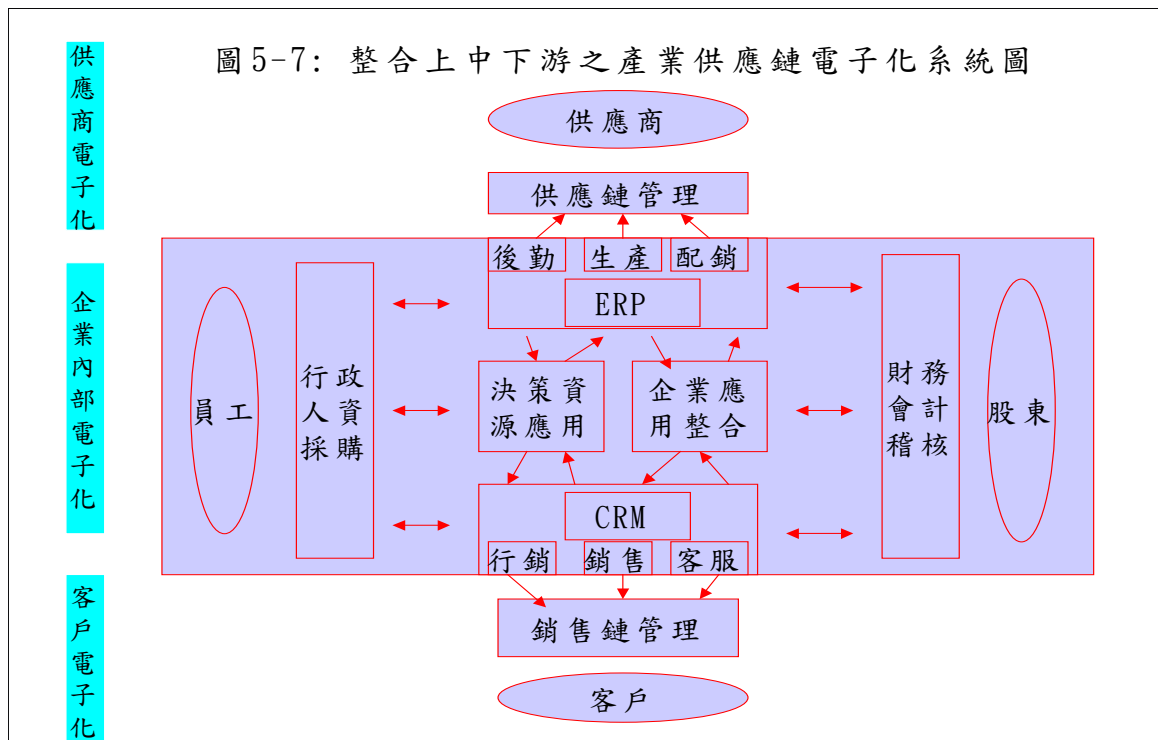 圖5-7: 整合上中下游之產業供應鏈電子化系統圖
供應商電子化
供應商
供應鏈管理
後勤
生產
配銷
ERP
企業內部電子化
員工
行政
人資
採購
決策資
源應用
企業應
用整合
財務
會計
稽核
股東
CRM
行銷
銷售
客服
客戶電子化
銷售鏈管理
客戶